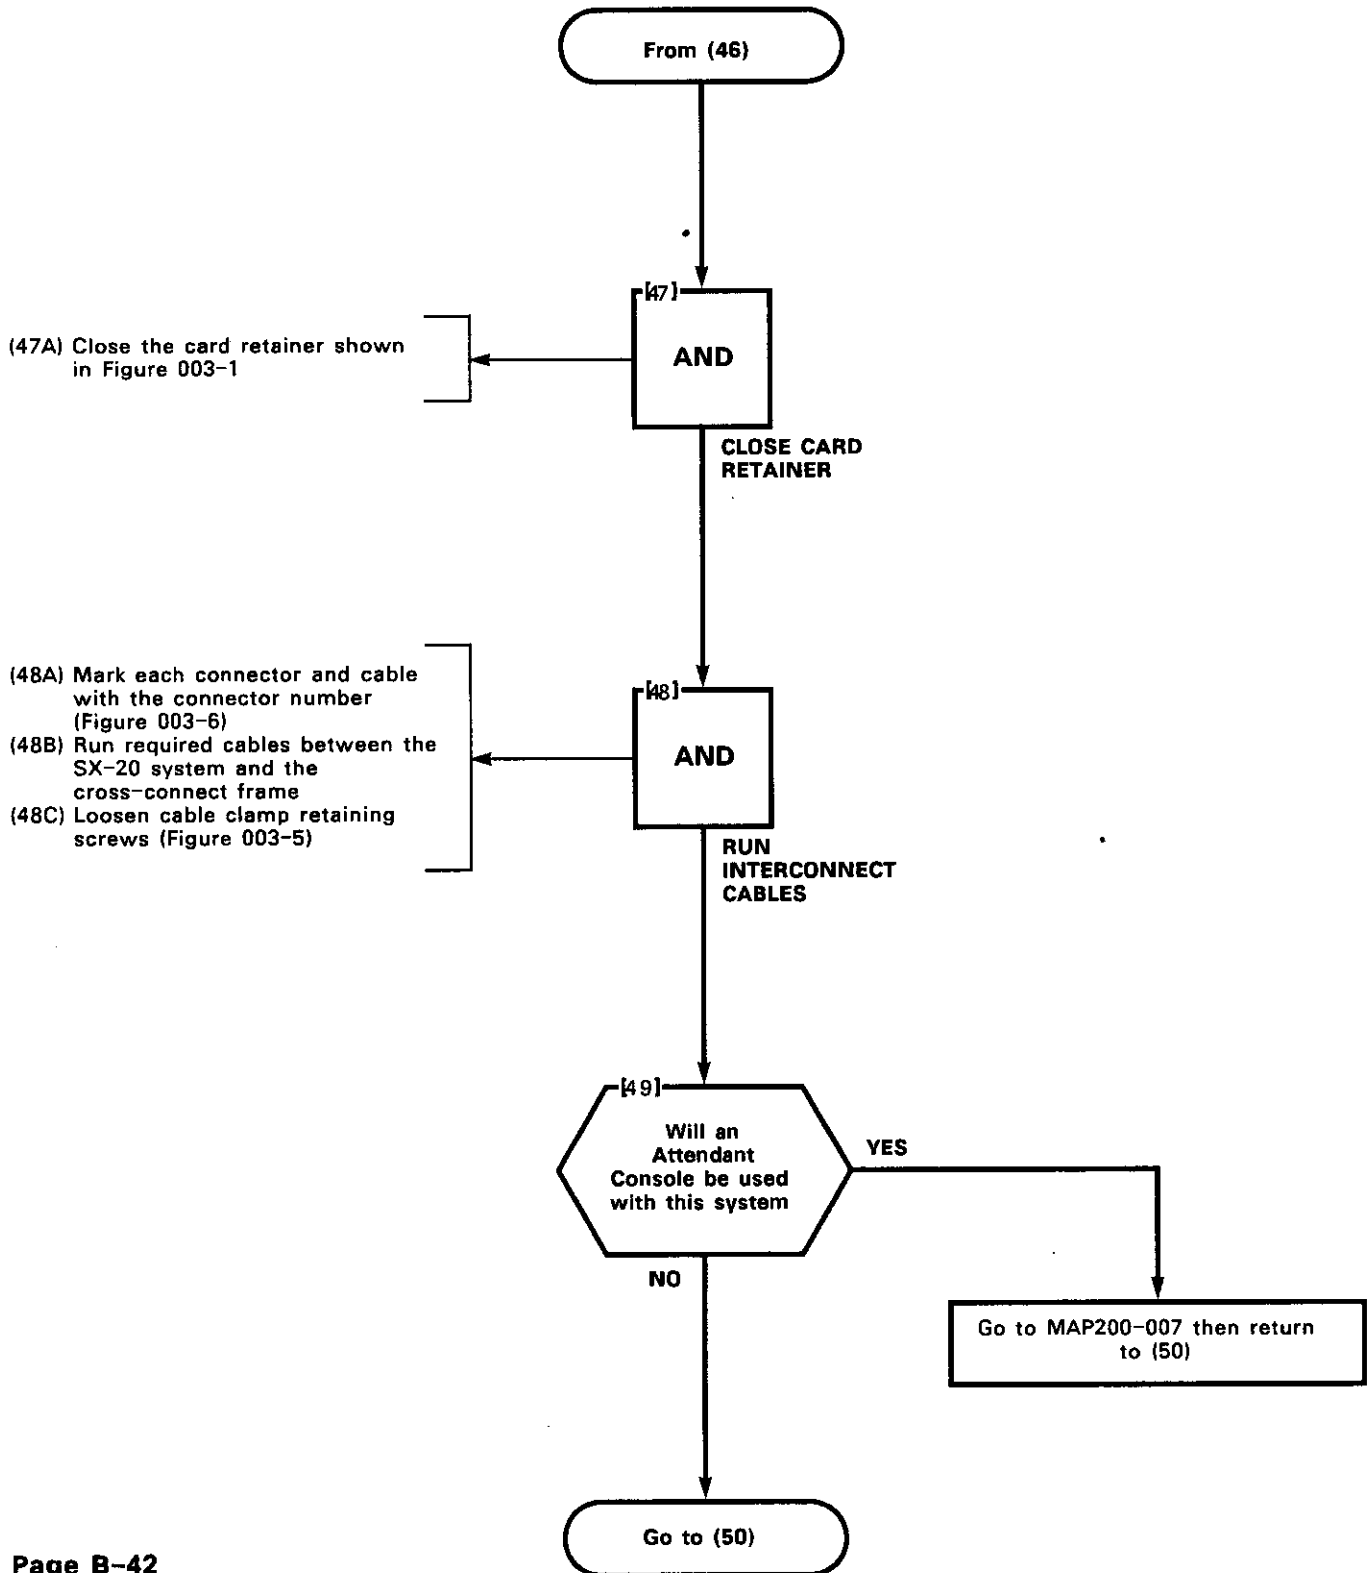 From (46)
[47]
(47A) Close the card retainer shown
in Figure 003-1
AND
CLOSE CARD
RETAINER
(48A) Mark each connector and cable
with the connector number
(Figure 003-6)
(48B) Run required cables between the
SX-20 system and the
cross-connect frame
(48C) Loosen cable clamp retaining
screws (Figure 003-5)
[48]
AND
RUN
INTERCONNECT
CABLES
[49]
Will an
Attendant
Console be used
with this system
YES
NO
Go to MAP200-007 then return
to (50)
Go to (50)
Page B-42